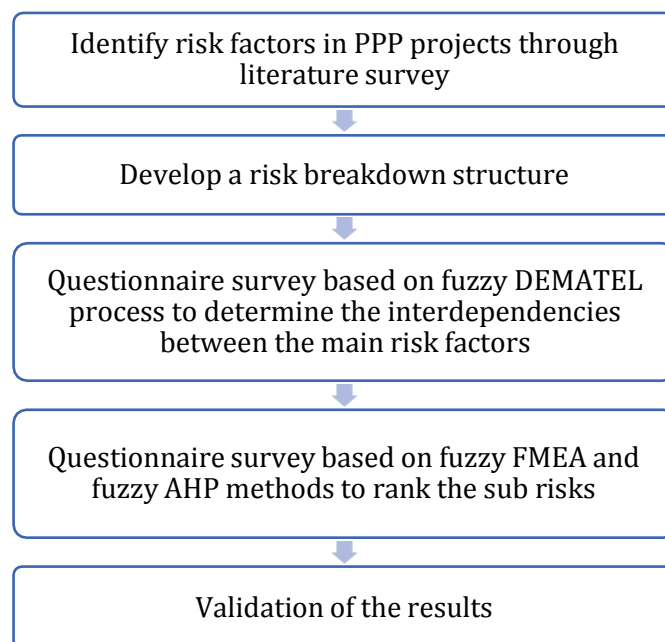 Identify risk factors in PPP projects through
literature survey
Develop a risk breakdown structure
Questionnaire survey based on fuzzy DEMATEL
process to determine the interdependencies
between the main risk factors
Questionnaire survey based on fuzzy FMEA and
fuzzy AHP methods to rank the sub risks
Validation of the results